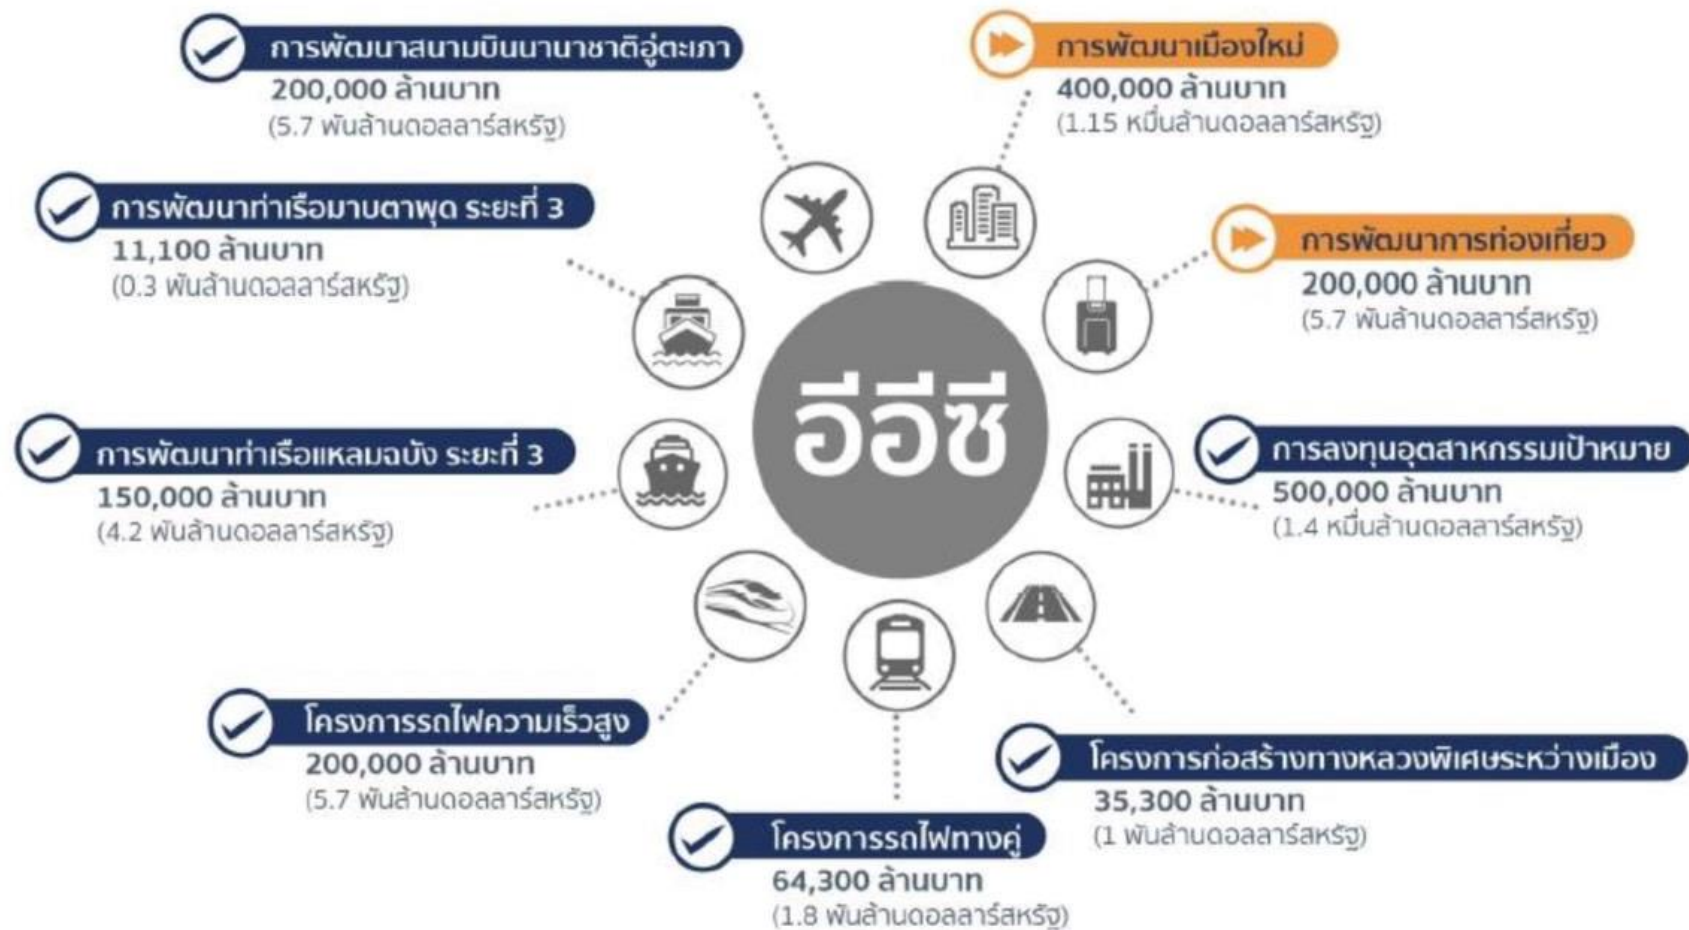 การพัฒนาสนามบินนานาชาติอู่ตะเภา
200,000 ล้านบาท
(5.7 พันล้านดอลลาร์สหรัฐ)
การพัฒนาเมืองใหม่
400,000 ล้านบาท
(1.15 หมื่นล้านดอลลาร์สหรัฐ)
การพัฒนาท่าเรือมาบตาพุด ระยะที่ 3
11,100 ล้านบาท
(0.3 พันล้านดอลลาร์สหรัฐ)
การพัฒนาการท่องเที่ยว
200,000 ล้านบาท
(5.7 พันล้านดอลลาร์สหรัฐ)
อีอีซี
การพัฒนาท่าเรือแหลมฉบัง ระยะที่ 3
150,000 ล้านบาท
(4.2 พันล้านดอลลาร์สหรัฐ)
การลงทุนอุตสาหกรรมเป้าหมาย
500,000 ล้านบาท
(1.4 หมื่นล้านดอลลาร์สหรัฐ)
โครงการรถไฟความเร็วสูง
200,000 ล้านบาท
(5.7 พันล้านดอลลาร์สหรัฐ)
โครงการก่อสร้างทางหลวงพิเศษระหว่างเมือง
35,300 ล้านบาท
(1 พันล้านดอลลาร์สหรัฐ)
โครงการรถไฟทางคู่
64,300 ล้านบาท
(1.8 พันล้านดอลลาร์สหรัฐ)